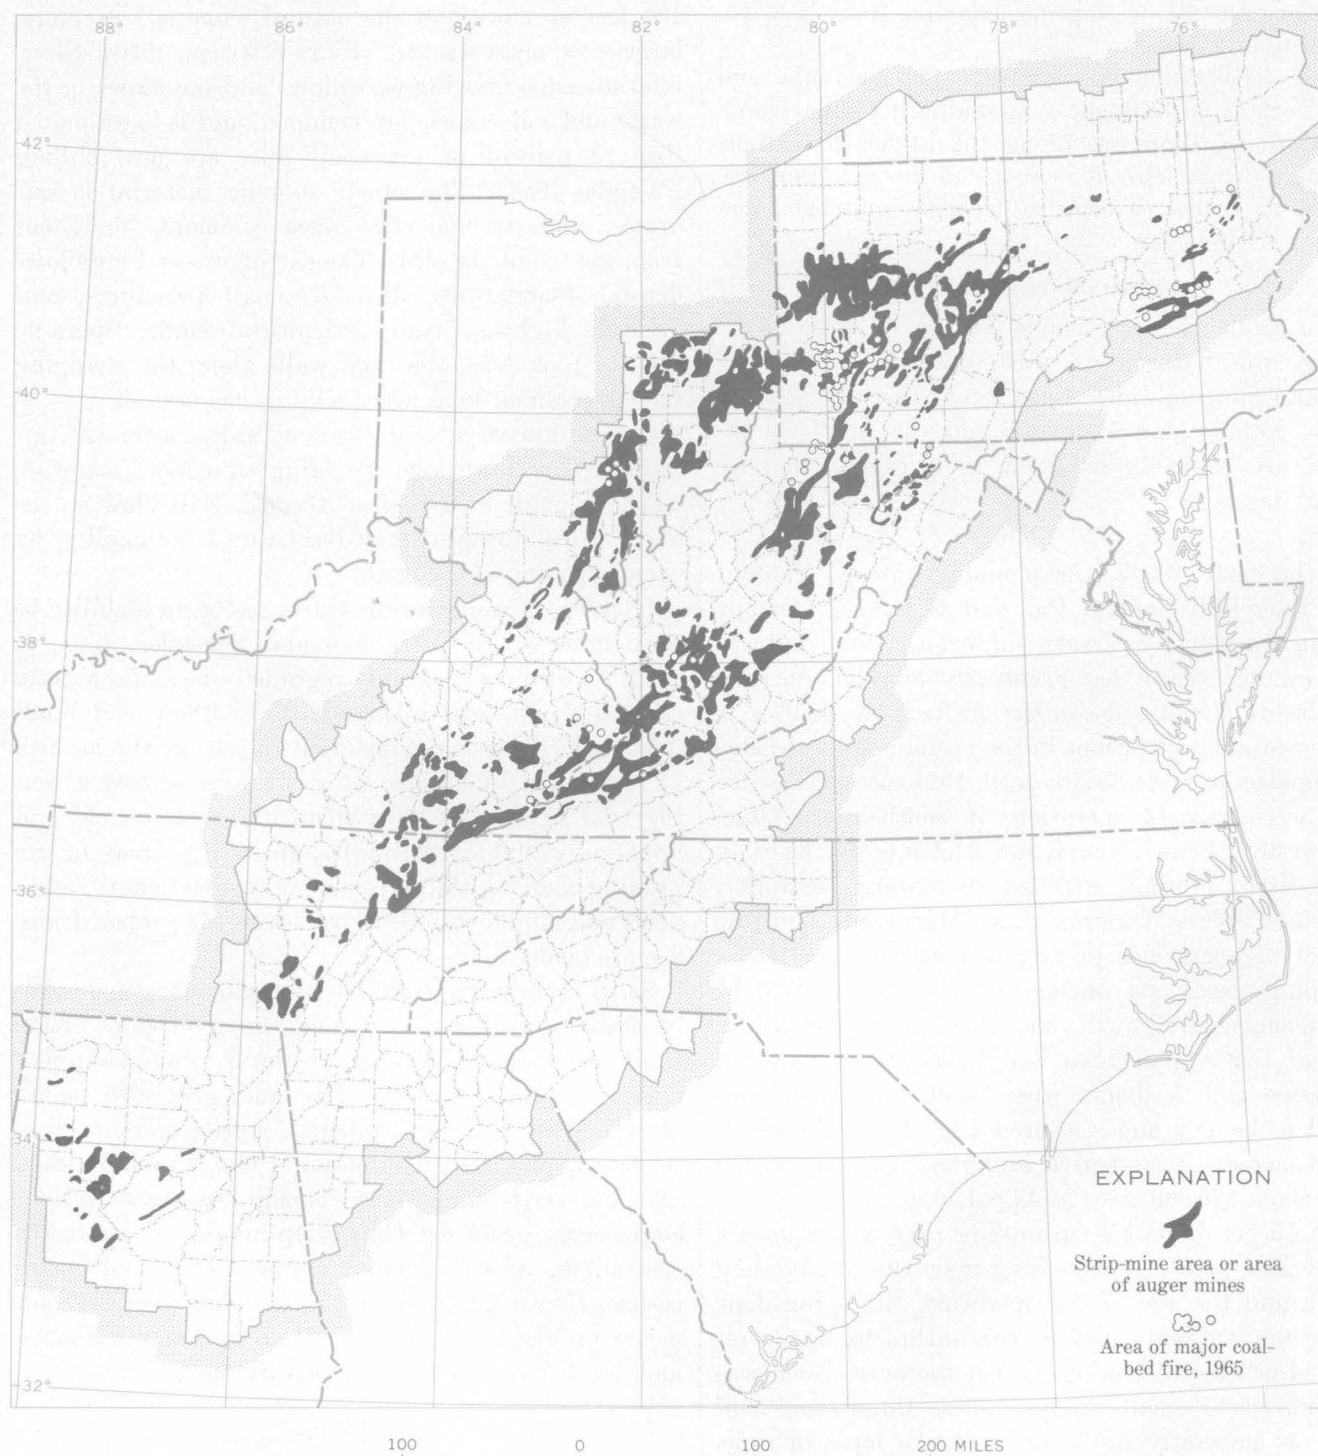 88° 86° 84° 82° 80° 78° 76°
42°
40°
38°
36°
34°
32°
EXPLANATION
Strip-mine area or area
of auger mines
Area of major coal-
bed fire, 1965
100 0 100 200 MILES